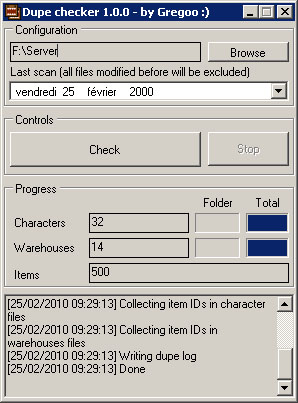 Dupe checker 1.0.0 - by Gregoo :)
Configuration
F:\Server
Browse
Last scan (all files modified before will be excluded)
vendredi 25 février 2000
Controls
Check
Stop
Progress
Folder Total
Characters 32
Warehouses 14
Items 500
[25/02/2010 09:29:13] Collecting item IDs in character
files
[25/02/2010 09:29:13] Collecting item IDs in
warehouses files
[25/02/2010 09:29:13] Writing dupe log
[25/02/2010 09:29:13] Done